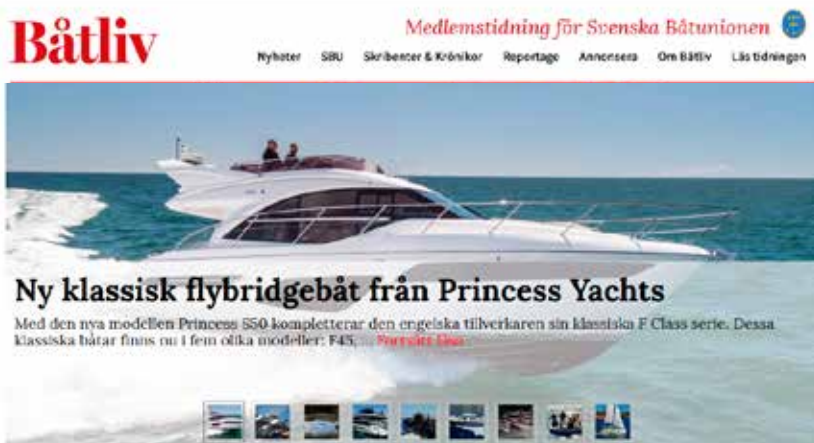 Båtliv
Medlemstidning för Svenska Båtunionen
Nyheter SBU Skribenter & Krönikor Reportage Annonsera Om Båtliv Läs tidningen
Ny klassisk flybridgebåt från Princess Yachts
Med den nya modellen Princess S50 kompletterar den engelska tillverkaren sin klassiska F Class serie. Dessa
klassiska båtar finns nu i fem olika modeller: F45, ... Fortsätt läsa